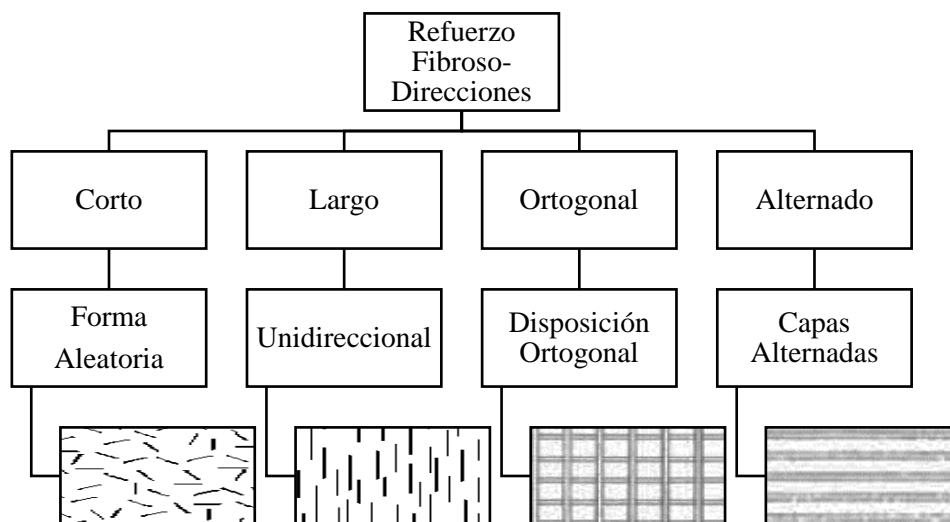 Refuerzo
Fibroso-
Direcciones
Corto
Largo
Ortogonal
Alternado
Forma
Aleatoria
Unidireccional
Disposición
Ortogonal
Capas
Alternadas